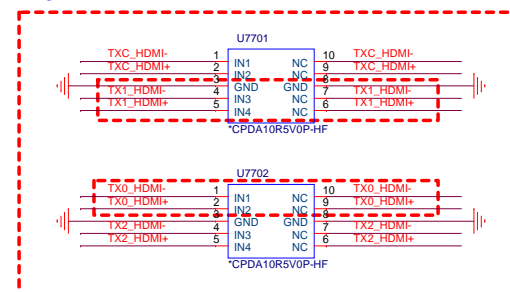 U7701
TXC_HDMI- 1 IN1 NC 10 TXC_HDMI-
TXC_HDMI+ 2 IN2 NC 9 TXC_HDMI+
3 GND GND 8
TX1_HDMI- 4 IN3 NC 7 TX1_HDMI-
TX1_HDMI+ 5 IN4 NC 6 TX1_HDMI+
*CPDA10R5V0P-HF
U7702
TX0_HDMI- 1 IN1 NC 10 TX0_HDMI-
TX0_HDMI+ 2 IN2 NC 9 TX0_HDMI+
3 GND GND 8
TX2_HDMI- 4 IN3 NC 7 TX2_HDMI-
TX2_HDMI+ 5 IN4 NC 6 TX2_HDMI+
*CPDA10R5V0P-HF